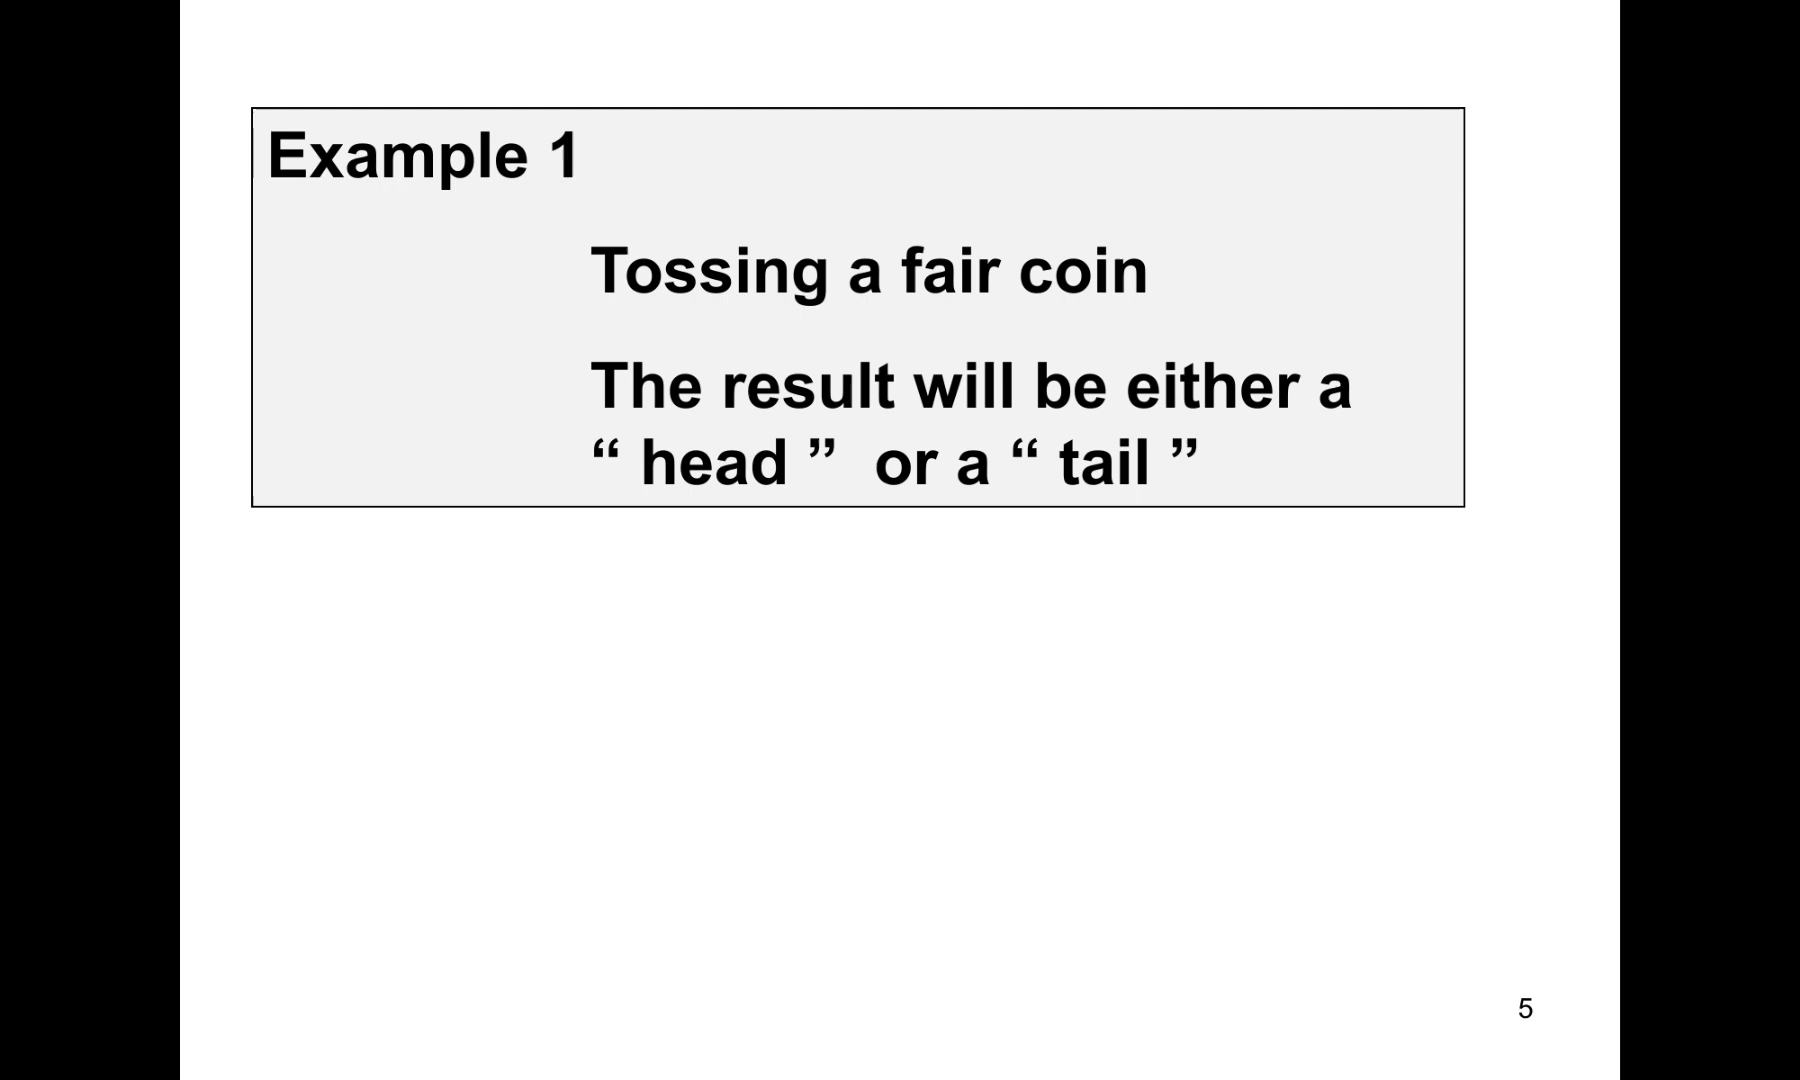 Example 1
Tossing a fair coin
The result will be either a
“ head ”  or a “ tail ”
5